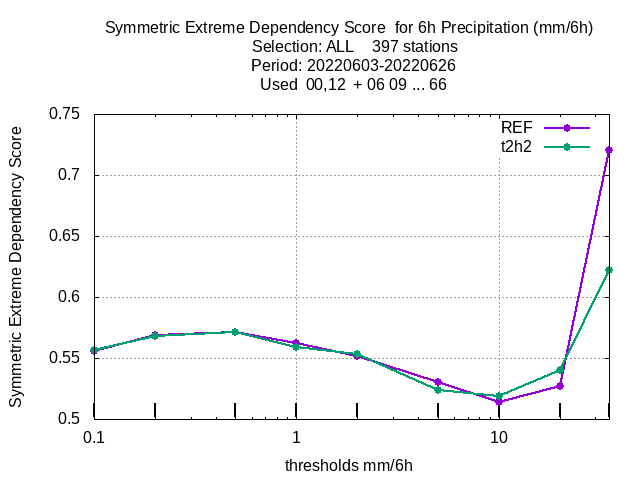 Symmetric Extreme Dependency Score  for 6h Precipitation (mm/6h)
Selection: ALL    397 stations
Period: 20220603-20220626
Used  00,12  + 06 09 ... 66
0.75
0.7
0.65
0.6
0.55
0.5
Symmetric Extreme Dependency Score
REF
t2h2
0.1
1
10
thresholds mm/6h